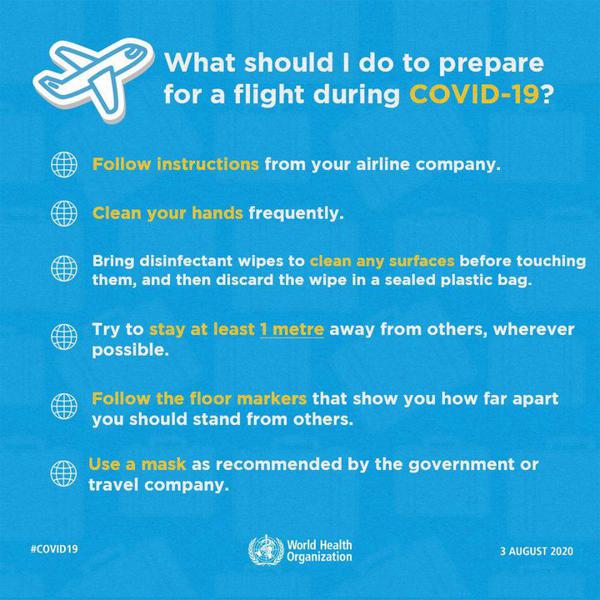 What should I do to prepare
for a flight during COVID-19?
Follow instructions from your airline company.
Clean your hands frequently.
Bring disinfectant wipes to clean any surfaces before touching
them, and then discard the wipe in a sealed plastic bag.
Try to stay at least 1 metre away from others, wherever
possible.
Follow the floor markers that show you how far apart
you should stand from others.
Use a mask as recommended by the government or
travel company.
#COVID19
World Health
Organization
3 AUGUST 2020